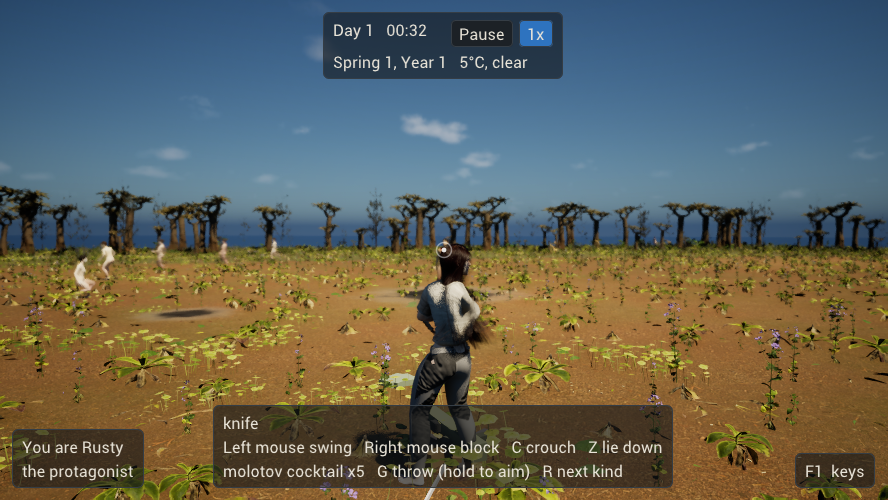 Day 1 00:32 Pause 1x
Spring 1, Year 1 5°C, clear
knife
Left mouse swing Right mouse block C crouch Z lie down
molotov cocktail x5 G throw (hold to aim) R next kind
You are Rusty
the protagonist
F1 keys